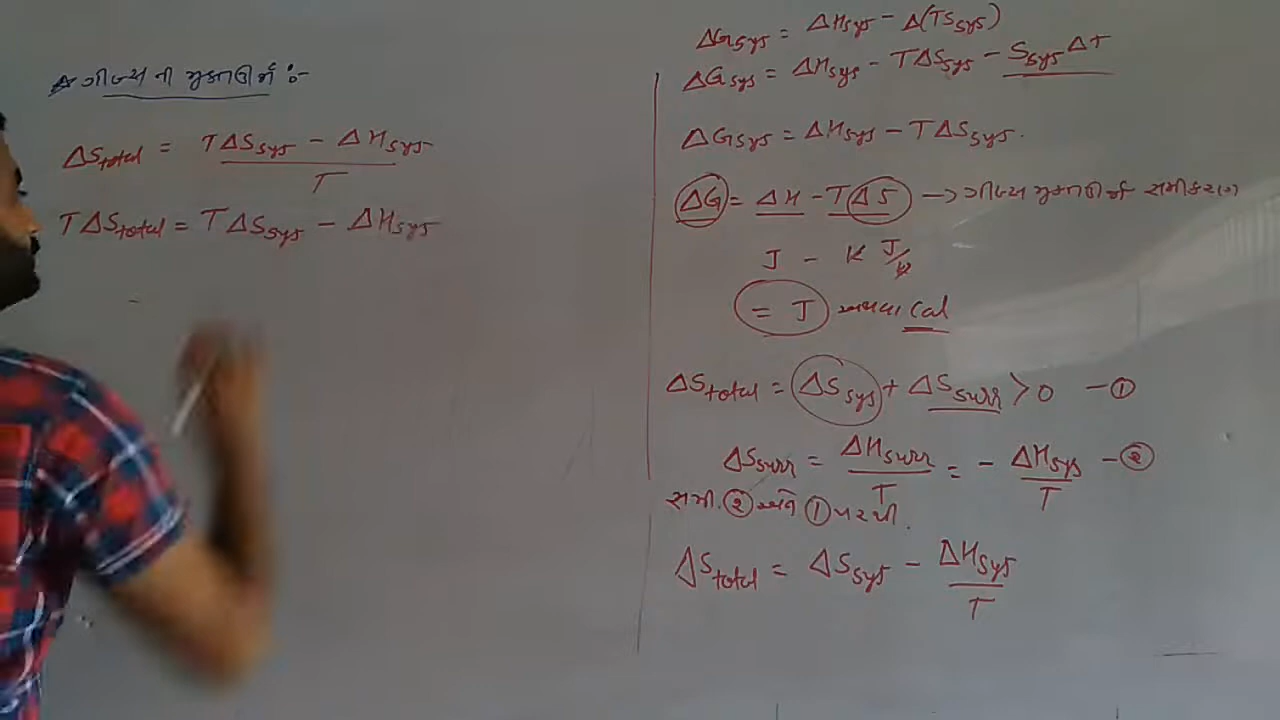 * ગીબ્સ ની મુક્તઊર્જા :-
ΔS_total = (TΔS_sys - ΔH_sys) / T
TΔS_total = TΔS_sys - ΔH_sys
ΔG_sys = ΔH_sys - Δ(TS_sys)
ΔG_sys = ΔH_sys - TΔS_sys - S_sys ΔT
ΔG_sys = ΔH_sys - TΔS_sys.
ΔG = ΔH - TΔS → ગીબ્સ મુક્તઊર્જા સમીકરણ
J - K J/K
= J અથવા Cal
ΔS_total = ΔS_sys + ΔS_surr > 0 - ①
ΔS_surr = ΔH_surr / T = - ΔH_sys / T - ②
સમી. ② અને ① પરથી.
ΔS_total = ΔS_sys - ΔH_sys / T